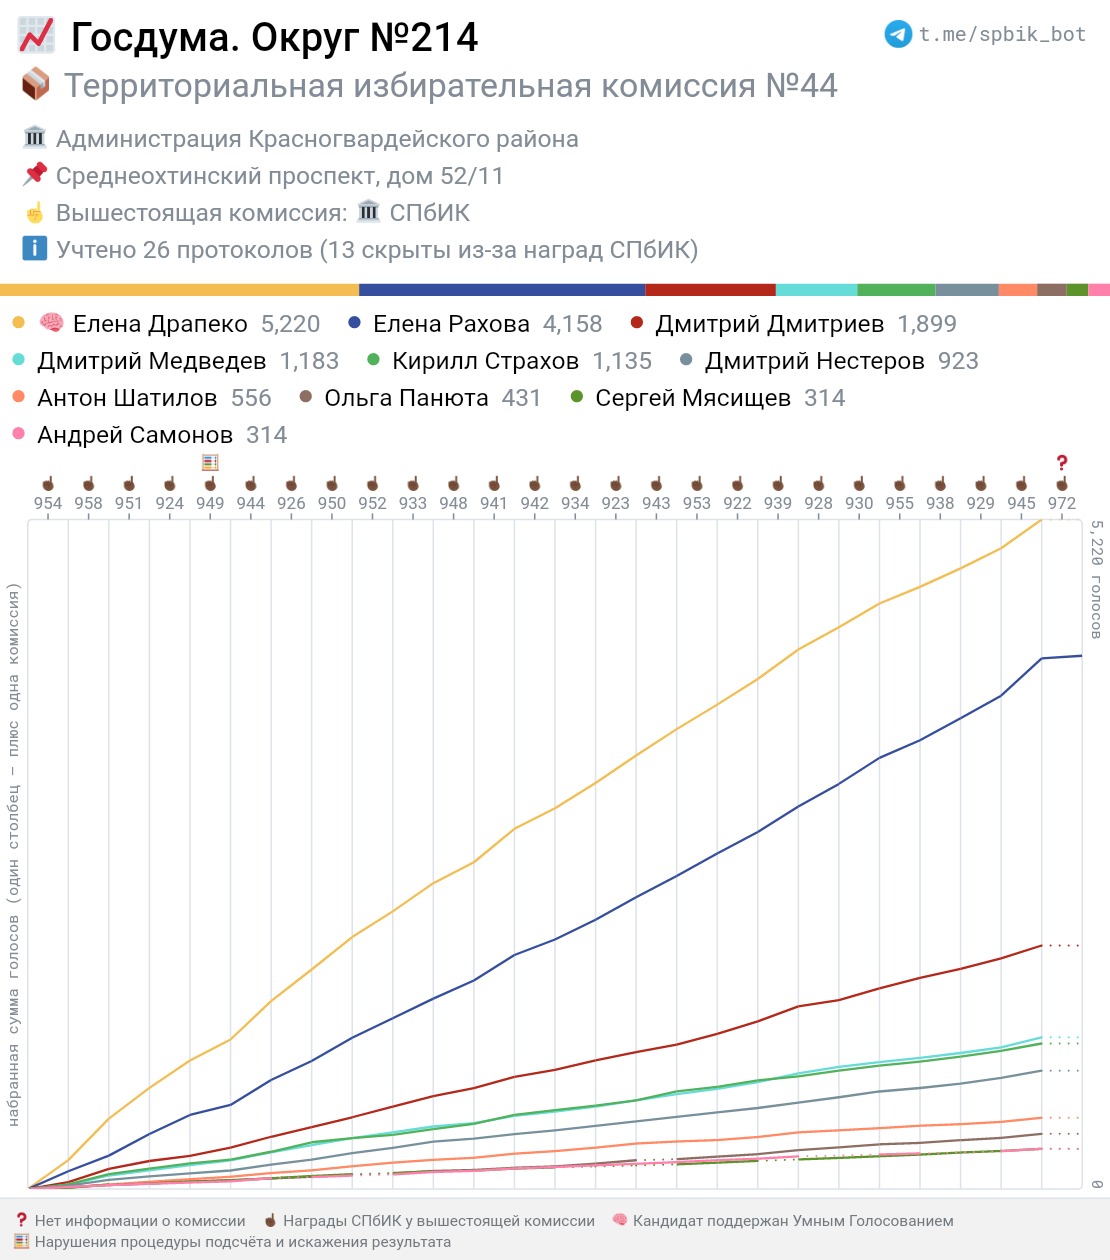 Госдума. Округ №214
t.me/spbik_bot
Территориальная избирательная комиссия №44
Администрация Красногвардейского района
Среднеохтинский проспект, дом 52/11
Вышестоящая комиссия: СПбИК
Учтено 26 протоколов (13 скрыты из-за наград СПбИК)
Елена Драпеко 5,220 Елена Рахова 4,158 Дмитрий Дмитриев 1,899
Дмитрий Медведев 1,183 Кирилл Страхов 1,135 Дмитрий Нестеров 923
Антон Шатилов 556 Ольга Панюта 431 Сергей Мясищев 314
Андрей Самонов 314
954 958 951 924 949 944 926 950 952 933 948 941 942 934 923 943 953 922 939 928 930 955 938 929 945 972
5,220 голосов
набранная сумма голосов (один столбец — плюс одна комиссия)
0
Нет информации о комиссии Награды СПбИК у вышестоящей комиссии Кандидат поддержан Умным Голосованием
Нарушения процедуры подсчёта и искажения результата